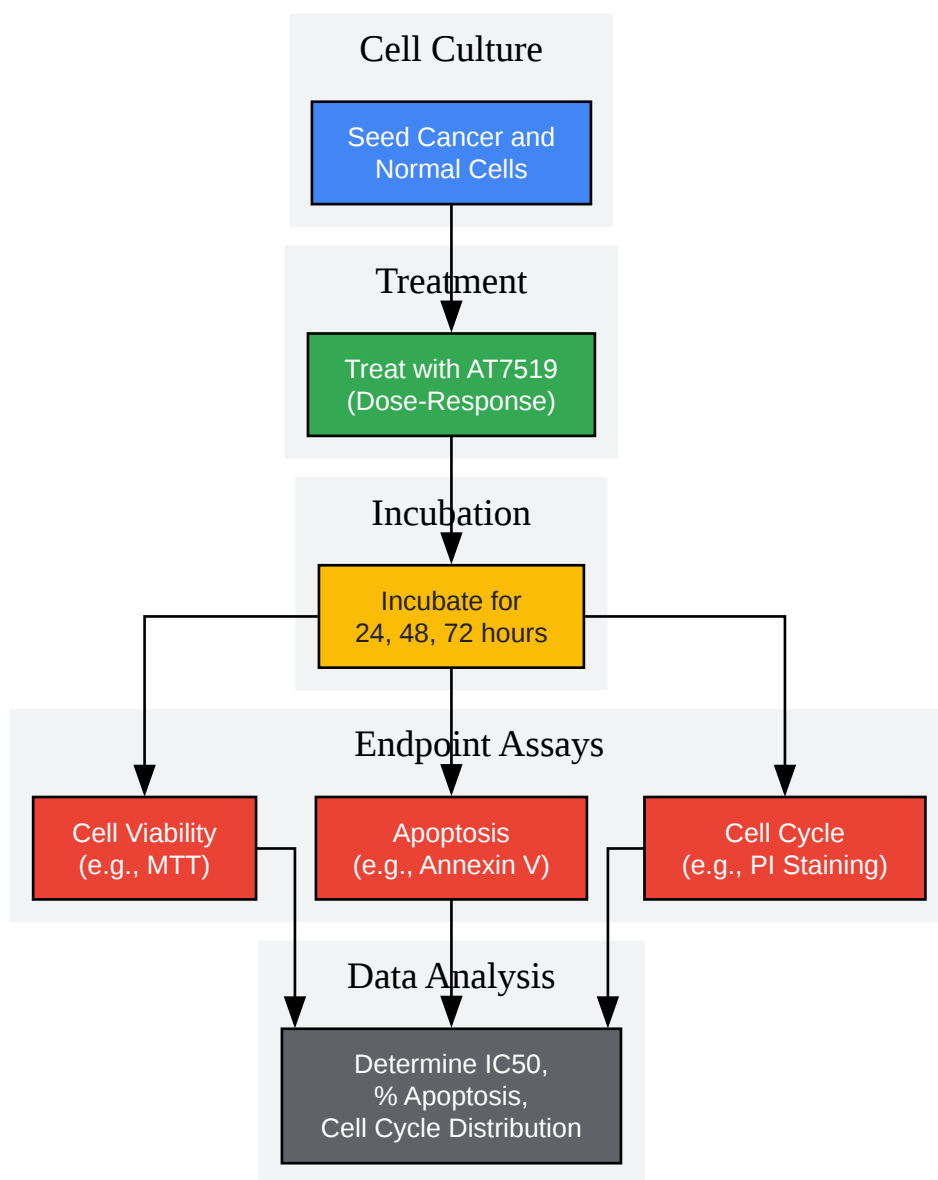 Cell Culture
Seed Cancer and
Normal Cells
Treatment
Treat with AT7519
(Dose-Response)
Incubation
Incubate for
24, 48, 72 hours
Endpoint Assays
Cell Viability
(e.g., MTT)
Apoptosis
(e.g., Annexin V)
Cell Cycle
(e.g., PI Staining)
Data Analysis
Determine IC50,
% Apoptosis,
Cell Cycle Distribution